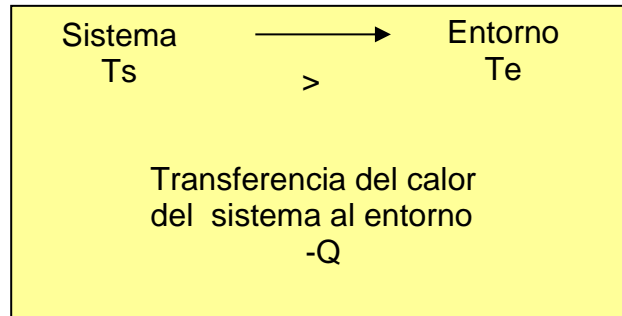 Sistema Entorno
Ts > Te
Transferencia del calor
del sistema al entorno
-Q